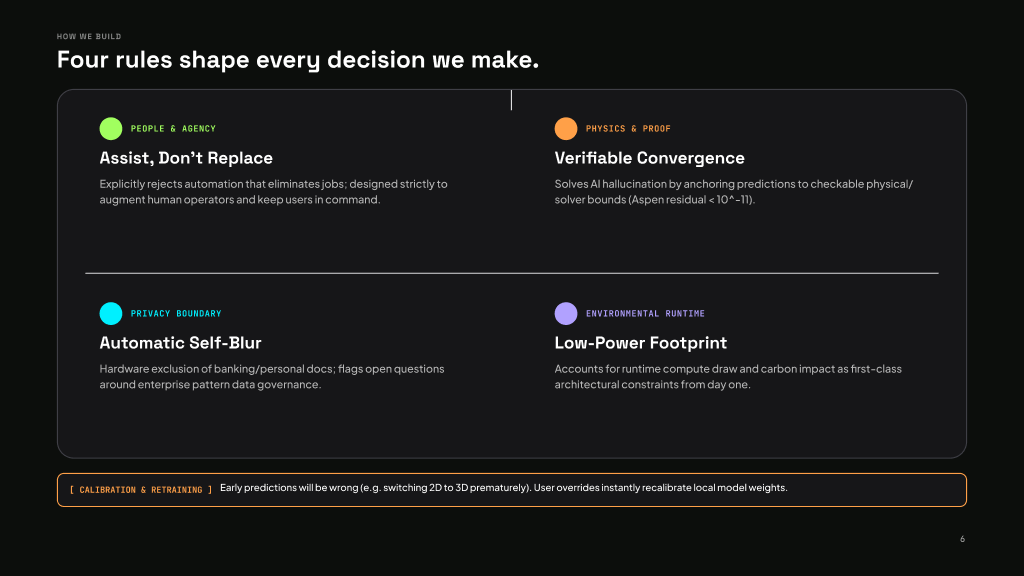 HOW WE BUILD
Four rules shape every decision we make.
PEOPLE & AGENCY
Assist, Don’t Replace
Explicitly rejects automation that eliminates jobs; designed strictly to
augment human operators and keep users in command.
PHYSICS & PROOF
Verifiable Convergence
Solves AI hallucination by anchoring predictions to checkable physical/
solver bounds (Aspen residual < 10^-11).
PRIVACY BOUNDARY
Automatic Self-Blur
Hardware exclusion of banking/personal docs; flags open questions
around enterprise pattern data governance.
ENVIRONMENTAL RUNTIME
Low-Power Footprint
Accounts for runtime compute draw and carbon impact as first-class
architectural constraints from day one.
[ CALIBRATION & RETRAINING ] Early predictions will be wrong (e.g. switching 2D to 3D prematurely). User overrides instantly recalibrate local model weights.
6